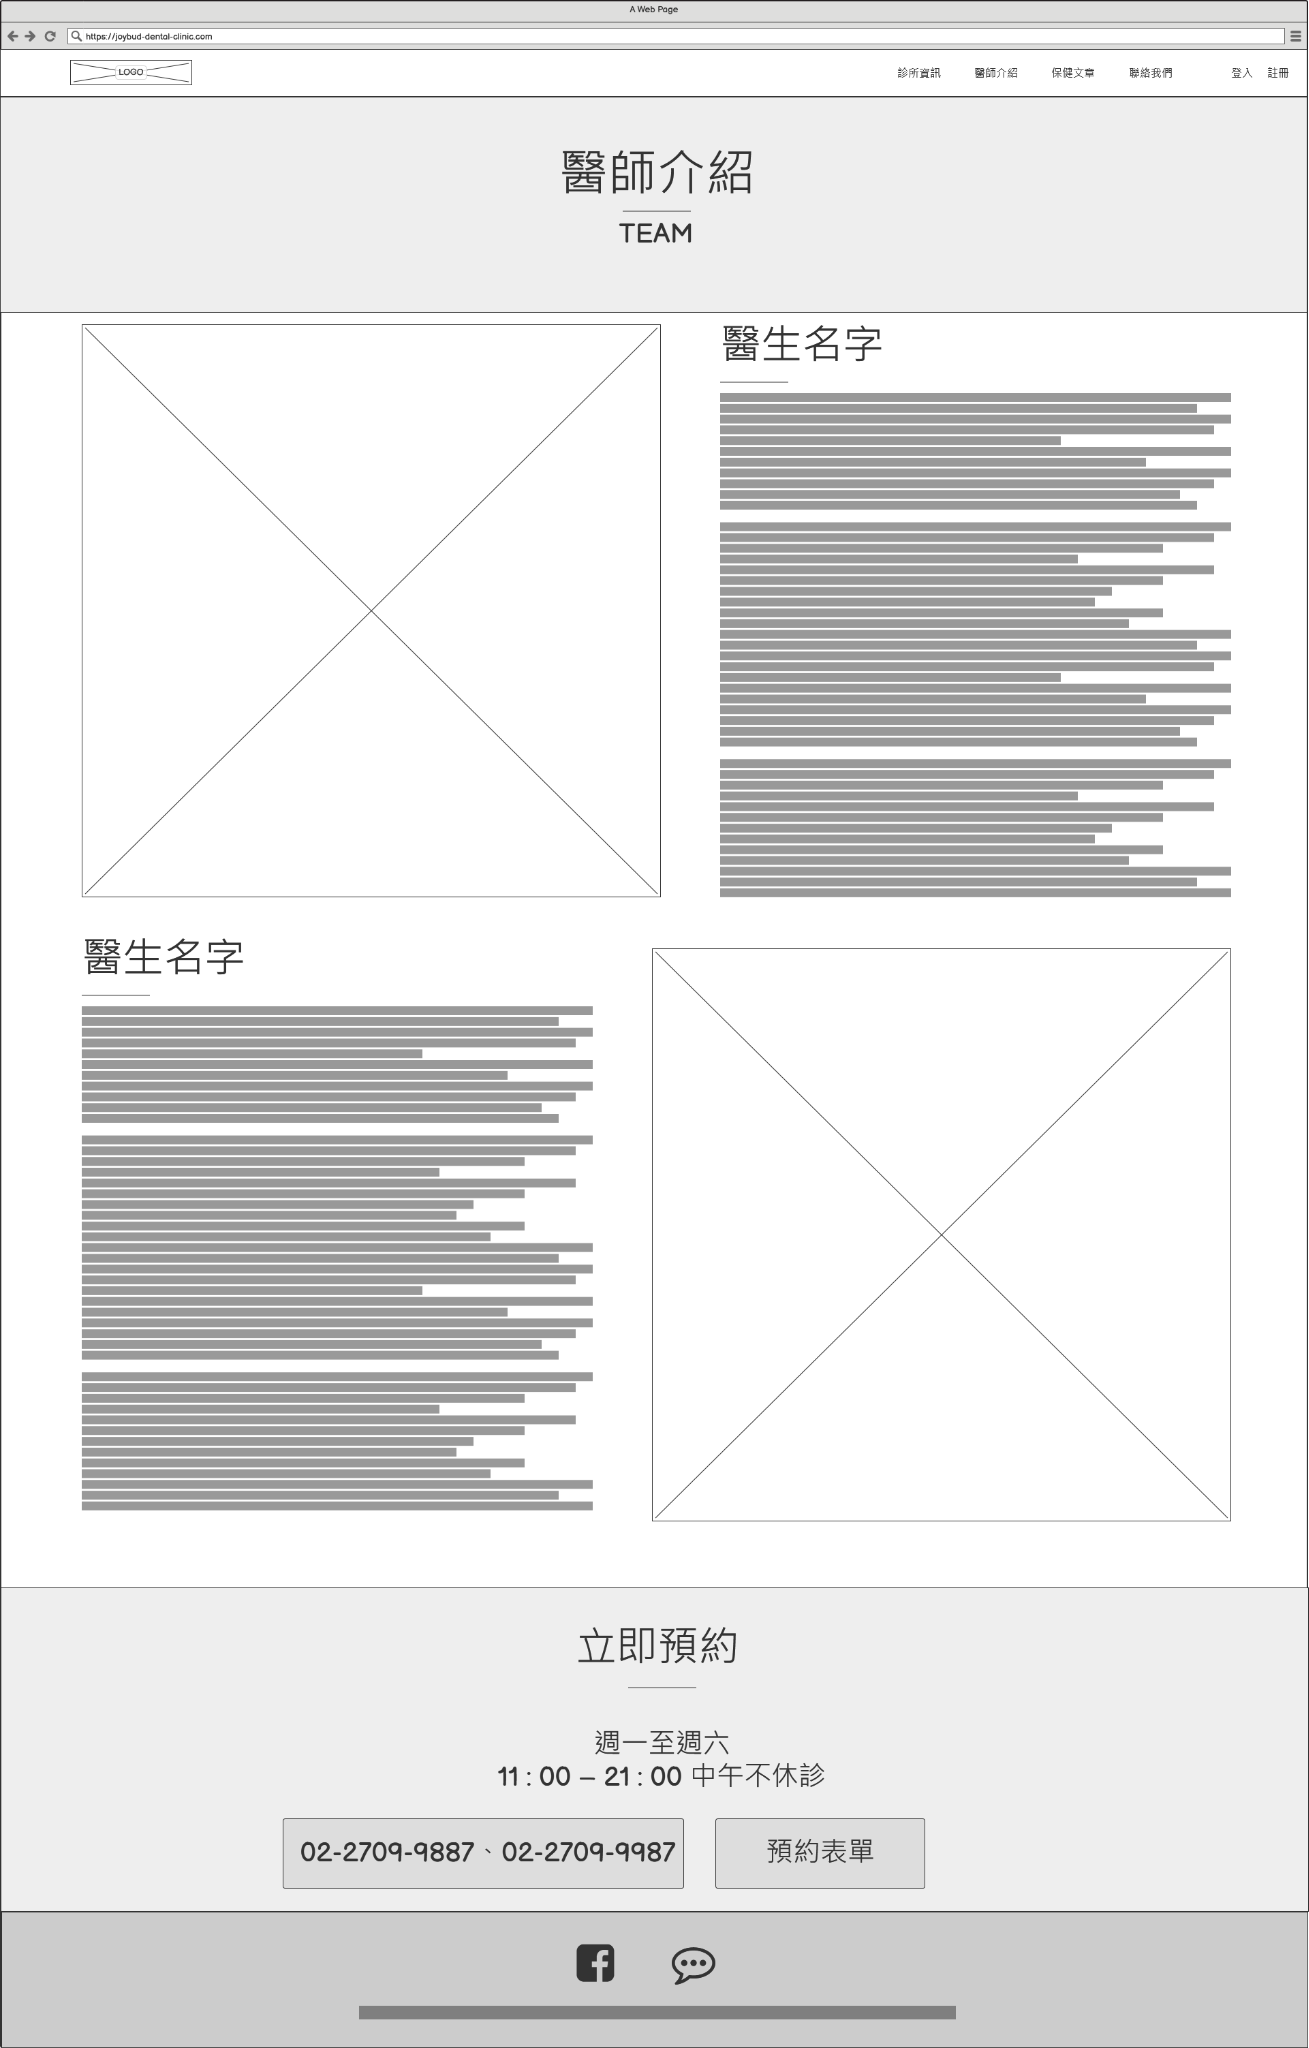 A Web Page
https://joybud-dental-clinic.com
LOGO 診所資訊 醫師介紹 保健文章 聯絡我們 登入 註冊
醫師介紹
TEAM
醫生名字
醫生名字
立即預約
週一至週六
11 : 00 – 21 : 00 中午不休診
02-2709-9887、02-2709-9987
預約表單